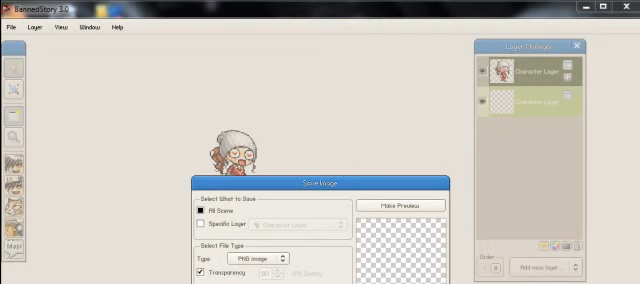 BannedStory 3.0
File Layer View Window Help
Layer Manager
Character Layer
Character Layer
Save Image
Select What to Save
All Scene
Make Preview
Specific Layer Character Layer
Select File Type
Type PNG image
Transparency 80 JPG Quality
Map!
Order
Add new layer ...